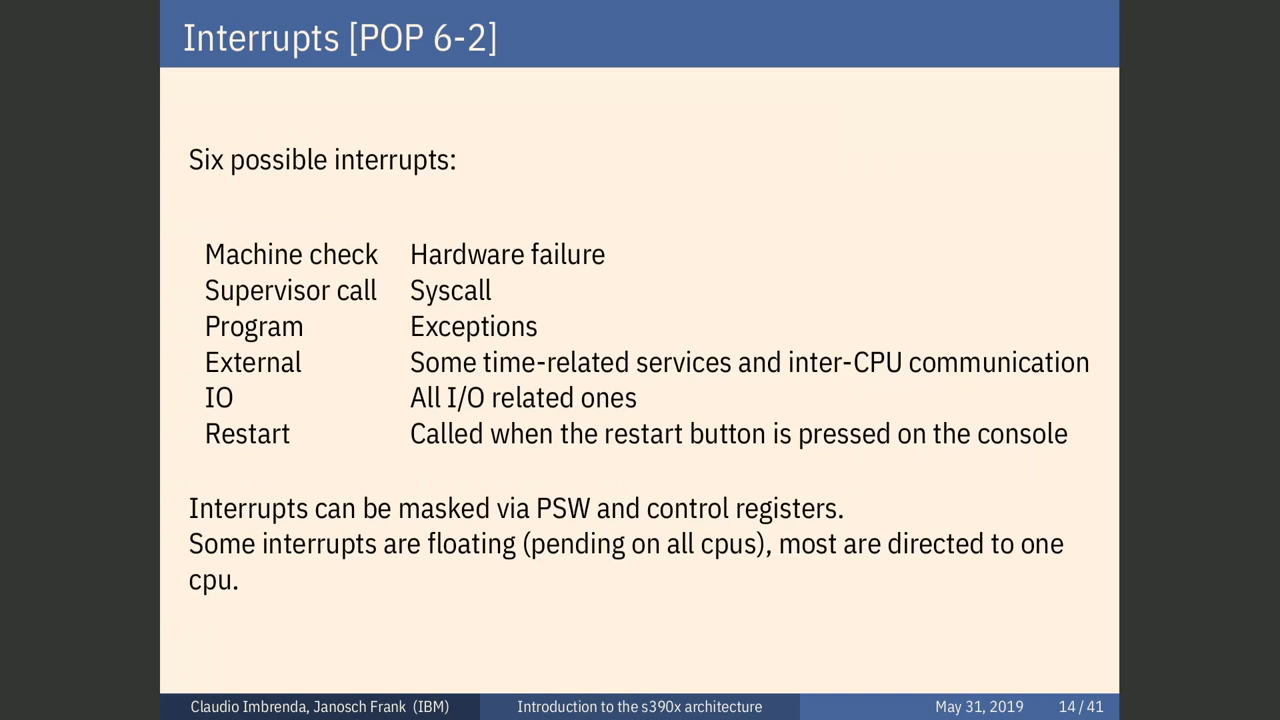 Interrupts [POP 6-2]
Six possible interrupts:
Machine check Hardware failure
Supervisor call Syscall
Program Exceptions
External Some time-related services and inter-CPU communication
IO All I/O related ones
Restart Called when the restart button is pressed on the console
Interrupts can be masked via PSW and control registers.
Some interrupts are floating (pending on all cpus), most are directed to one
cpu.
Claudio Imbrenda, Janosch Frank (IBM) Introduction to the s390x architecture May 31, 2019 14 / 41